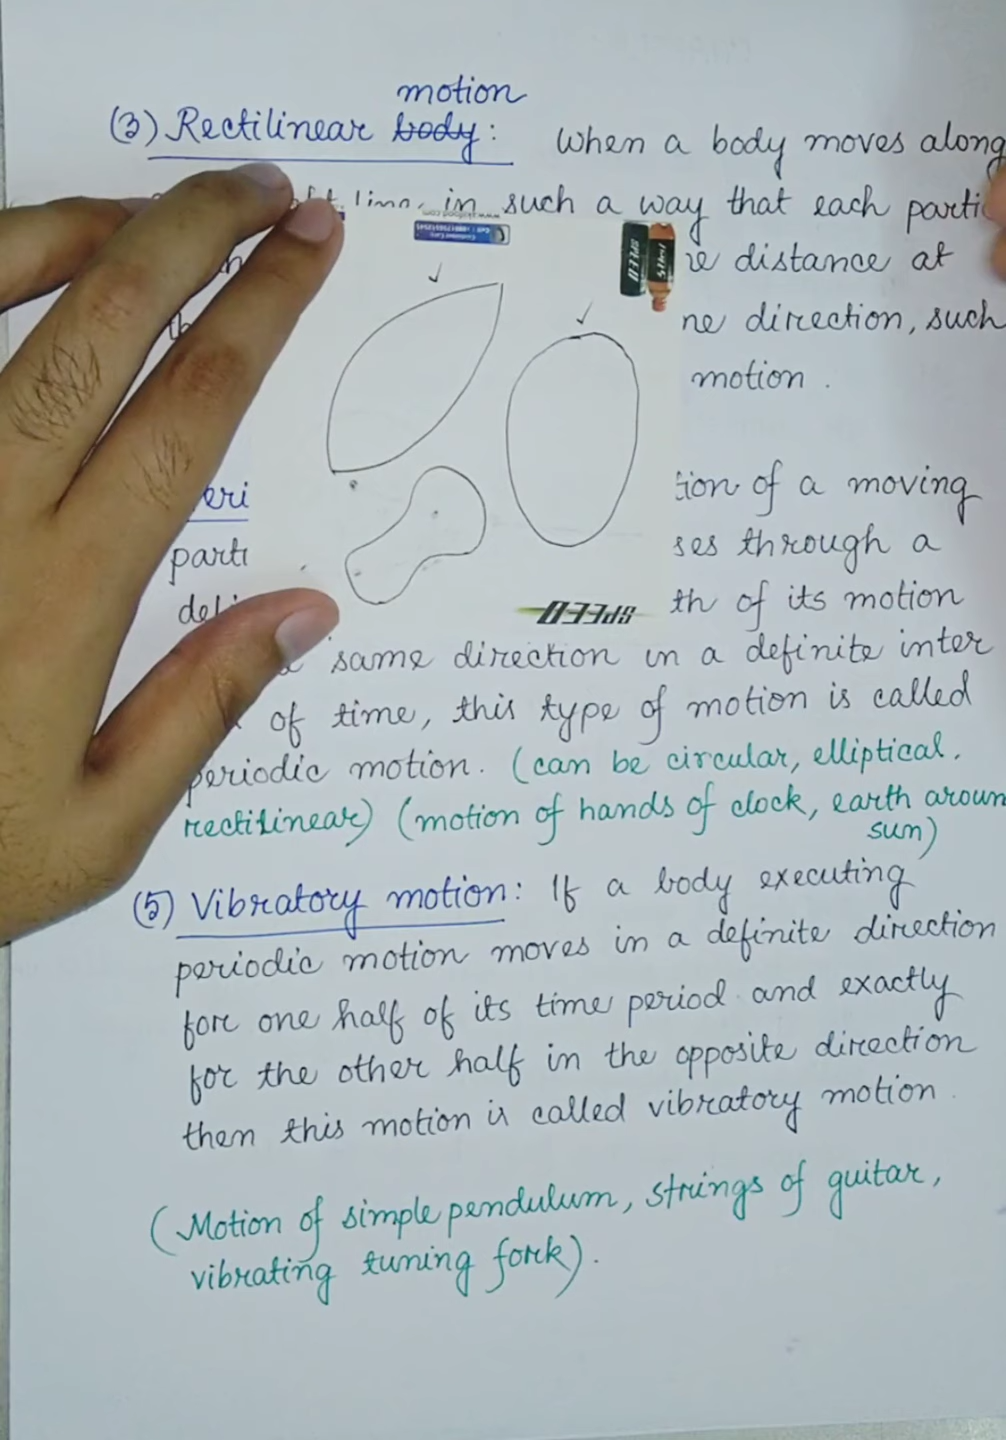 motion
(3) Rectilinear body: When a body moves along
line, in such a way that each parti
distance at
direction, such
motion.
eri
tion of a moving
parti
ses through a
th of its motion
same direction in a definite inter
of time, this type of motion is called
periodic motion. (can be circular, elliptical,
rectilinear) (motion of hands of clock, earth aroun
sun)
(5) Vibratory motion: If a body executing
periodic motion moves in a definite direction
for one half of its time period and exactly
for the other half in the opposite direction
then this motion is called vibratory motion.
(Motion of simple pendulum, strings of guitar,
vibrating tuning fork).
SPEED
SPEED